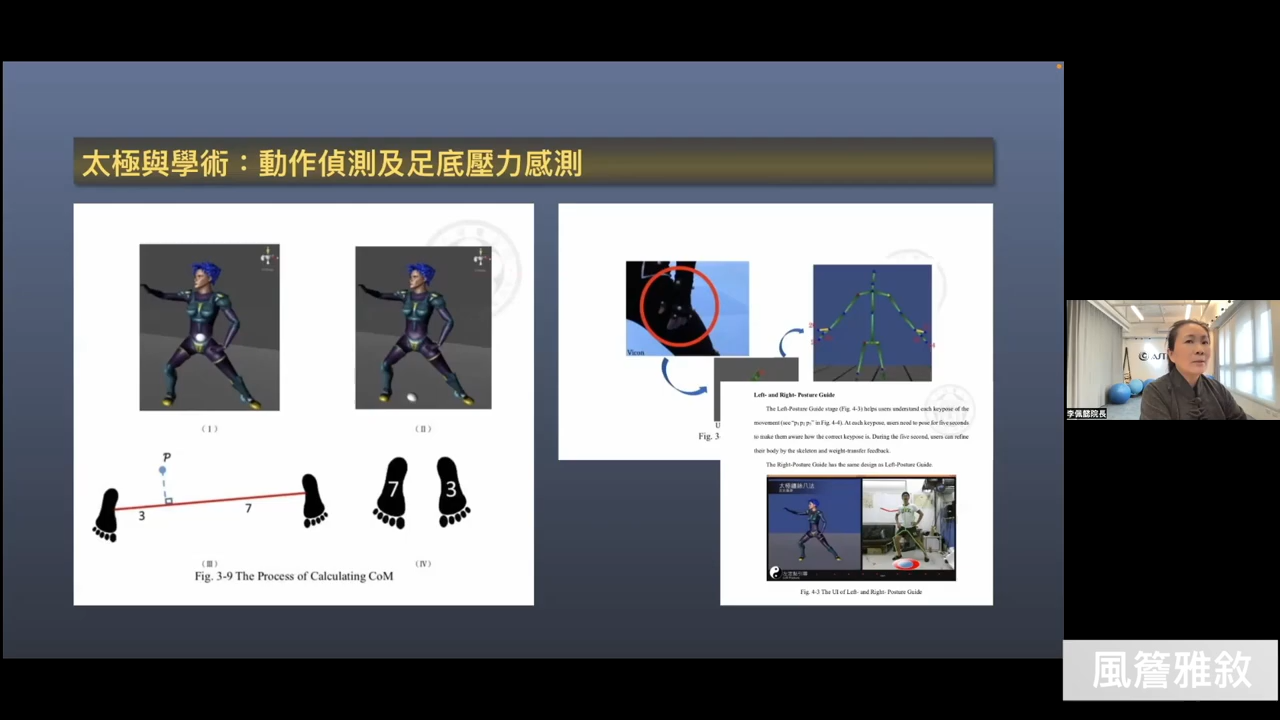 太極與學術：動作偵測及足底壓力感測
(I)
(II)
P
3
7
7
3
(III)
(IV)
Fig. 3-9 The Process of Calculating CoM
Vicon
Fig. 3-
Left- and Right- Posture Guide
The Left-Posture Guide stage (Fig. 4-3) helps users understand each keypose of the
movement (see "p₁ p₂ p₃" in Fig. 4-4). At each keypose, users need to pose for five seconds
to make them aware how the correct keypose is. During the five second, users can refine
their body by the skeleton and weight-transfer feedback.
The Right-Posture Guide has the same design as Left-Posture Guide
太極纏絲八法
Fig. 4-3 The UI of Left- and Right- Posture Guide
李佩懿院長
風簷雅敘